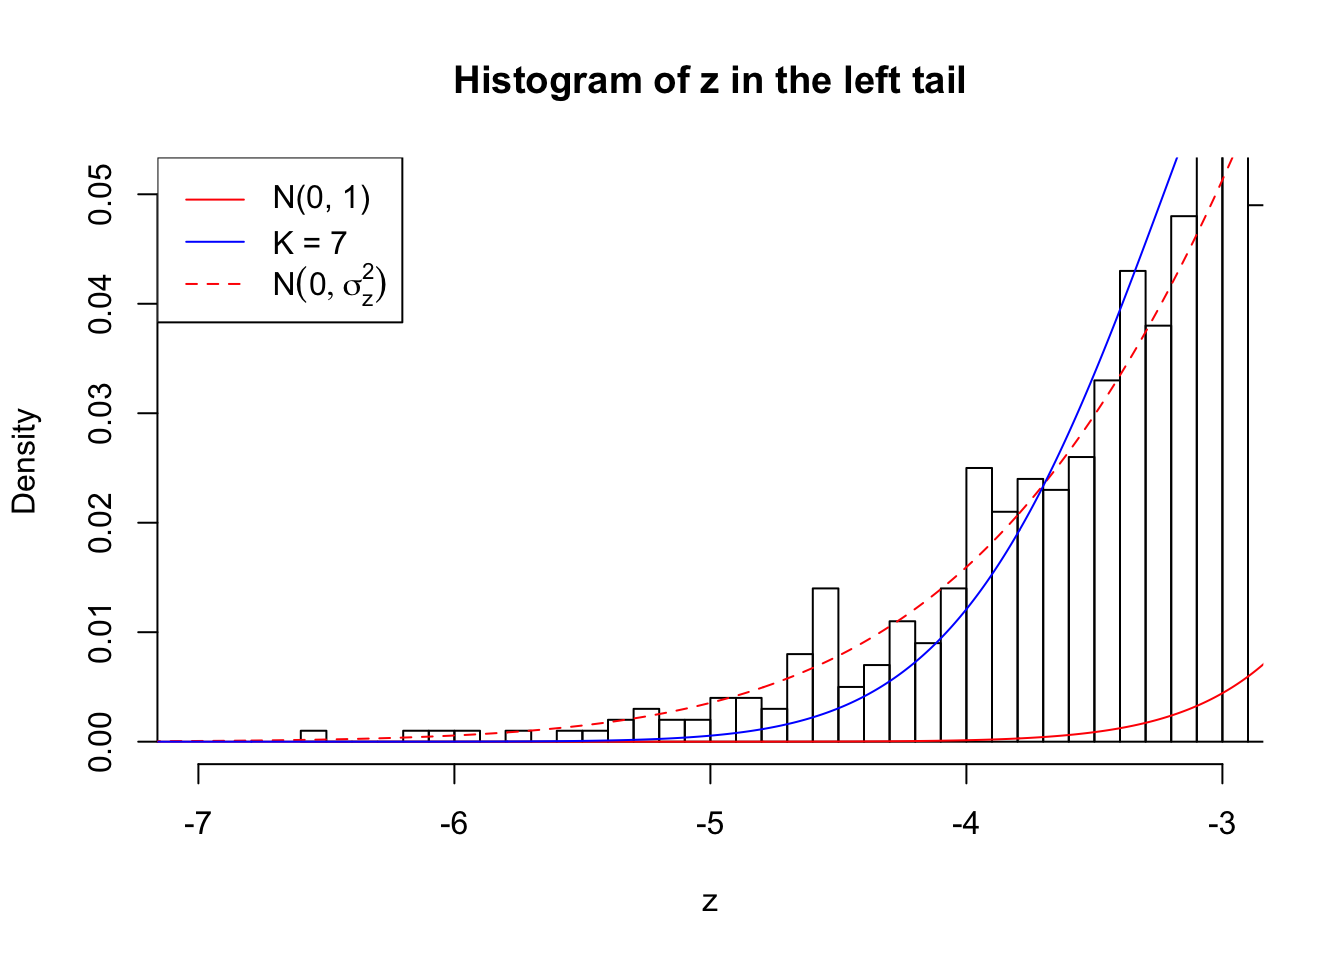 Histogram of z in the left tail
N(0, 1)
K = 7
N(0, σ_z^2)
Density
0.05
0.04
0.03
0.02
0.01
0.00
-7 -6 -5 -4 -3
z